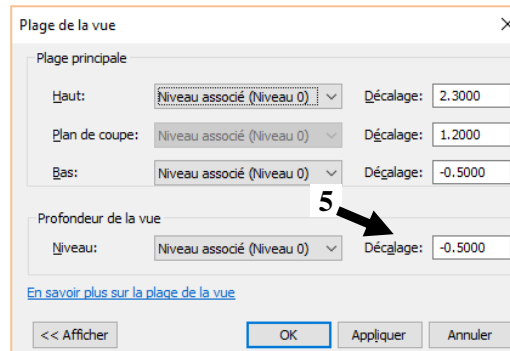 Plage de la vue
Plage principale
Haut: Niveau associé (Niveau 0) Décalage: 2.3000
Plan de coupe: Niveau associé (Niveau 0) Décalage: 1.2000
Bas: Niveau associé (Niveau 0) Décalage: -0.5000
5
Profondeur de la vue
Niveau: Niveau associé (Niveau 0) Décalage: -0.5000
En savoir plus sur la plage de la vue
<< Afficher OK Appliquer Annuler